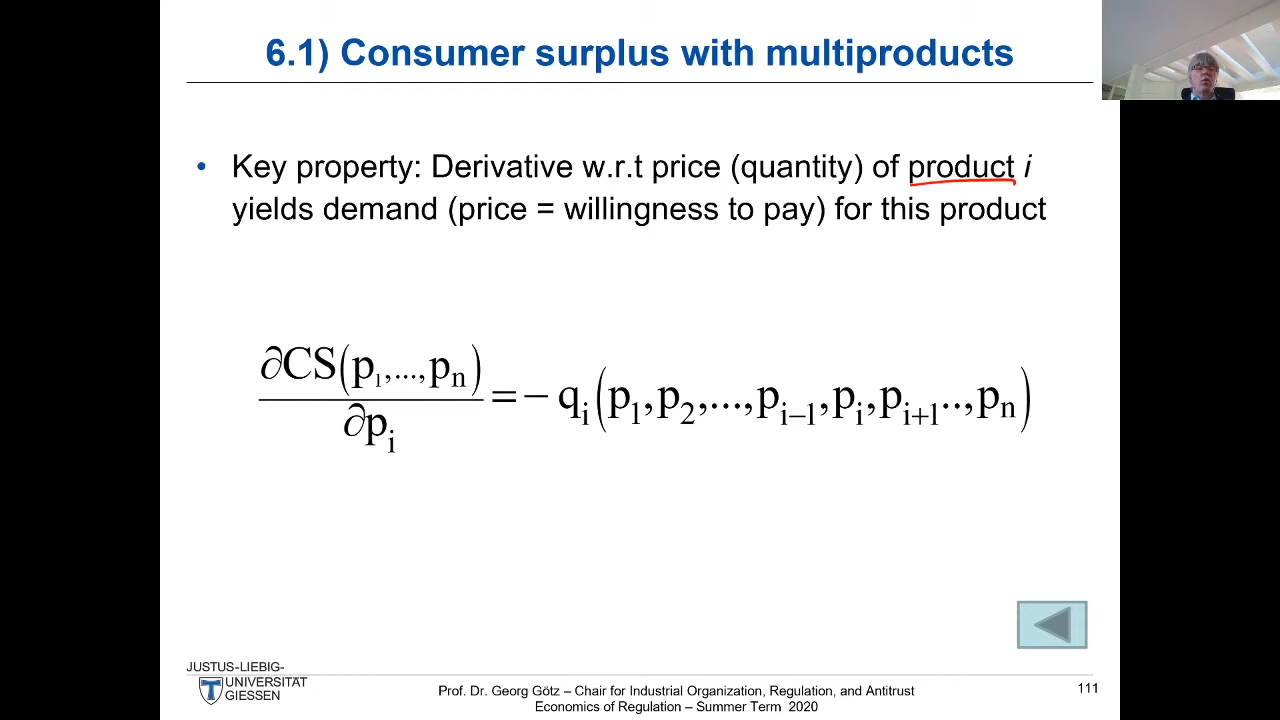 6.1) Consumer surplus with multiproducts
• Key property: Derivative w.r.t price (quantity) of product i
yields demand (price = willingness to pay) for this product
∂CS(p₁,...,pₙ)
∂pᵢ
= − qᵢ(p₁,p₂,...,pᵢ₋₁,pᵢ,pᵢ₊₁..,pₙ)
JUSTUS-LIEBIG-
UNIVERSITÄT
GIESSEN
Prof. Dr. Georg Götz – Chair for Industrial Organization, Regulation, and Antitrust
Economics of Regulation – Summer Term 2020
111